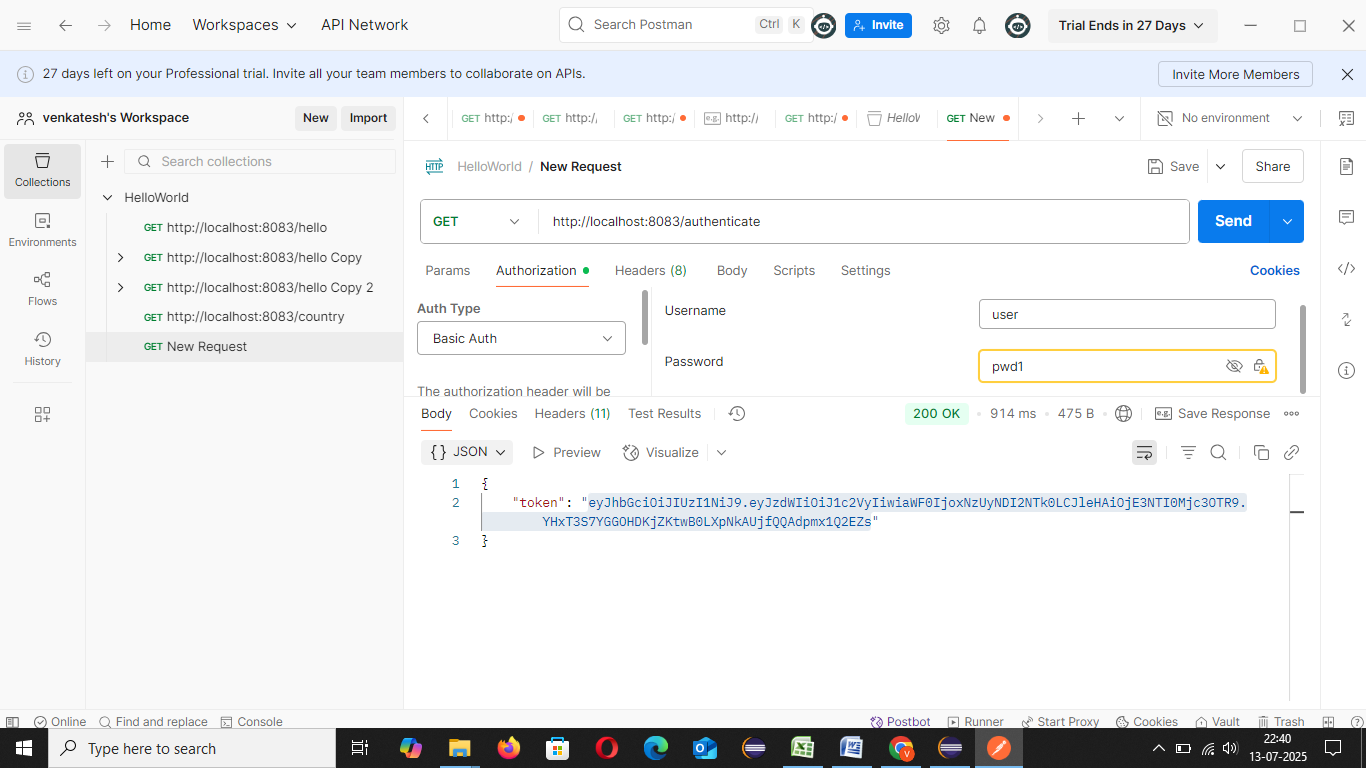 Home
Workspaces
API Network
Search Postman
Ctrl
K
Invite
Trial Ends in 27 Days
27 days left on your Professional trial. Invite all your team members to collaborate on APIs.
Invite More Members
venkatesh's Workspace
New
Import
GET http:/
GET http:/
GET http:/
e.g. http:/
GET http:/
HelloW
GET New
No environment
Collections
Environments
Flows
History
Search collections
HelloWorld
GET http://localhost:8083/hello
GET http://localhost:8083/hello Copy
GET http://localhost:8083/hello Copy 2
GET http://localhost:8083/country
GET New Request
HTTP
HelloWorld / New Request
Save
Share
GET
http://localhost:8083/authenticate
Send
Params
Authorization
Headers (8)
Body
Scripts
Settings
Cookies
Auth Type
Basic Auth
The authorization header will be
Username
user
Password
pwd1
Body
Cookies
Headers (11)
Test Results
200 OK
914 ms
475 B
e.g. Save Response
{} JSON
Preview
Visualize
1 {
2 "token": "eyJhbGciOiJIUzI1NiJ9.eyJzdWIiOiJ1c2VyIiwiaWF0IjoxNzUyNDI2NTk0LCJleHAiOjE3NTI0Mjc3OTR9.
YHxT3S7YGGOHDKjZKtwB0LXpNkAUjfQQAdpmx1Q2EZs"
3 }
Online
Find and replace
Console
Postbot
Runner
Start Proxy
Cookies
Vault
Trash
Type here to search
22:40
13-07-2025